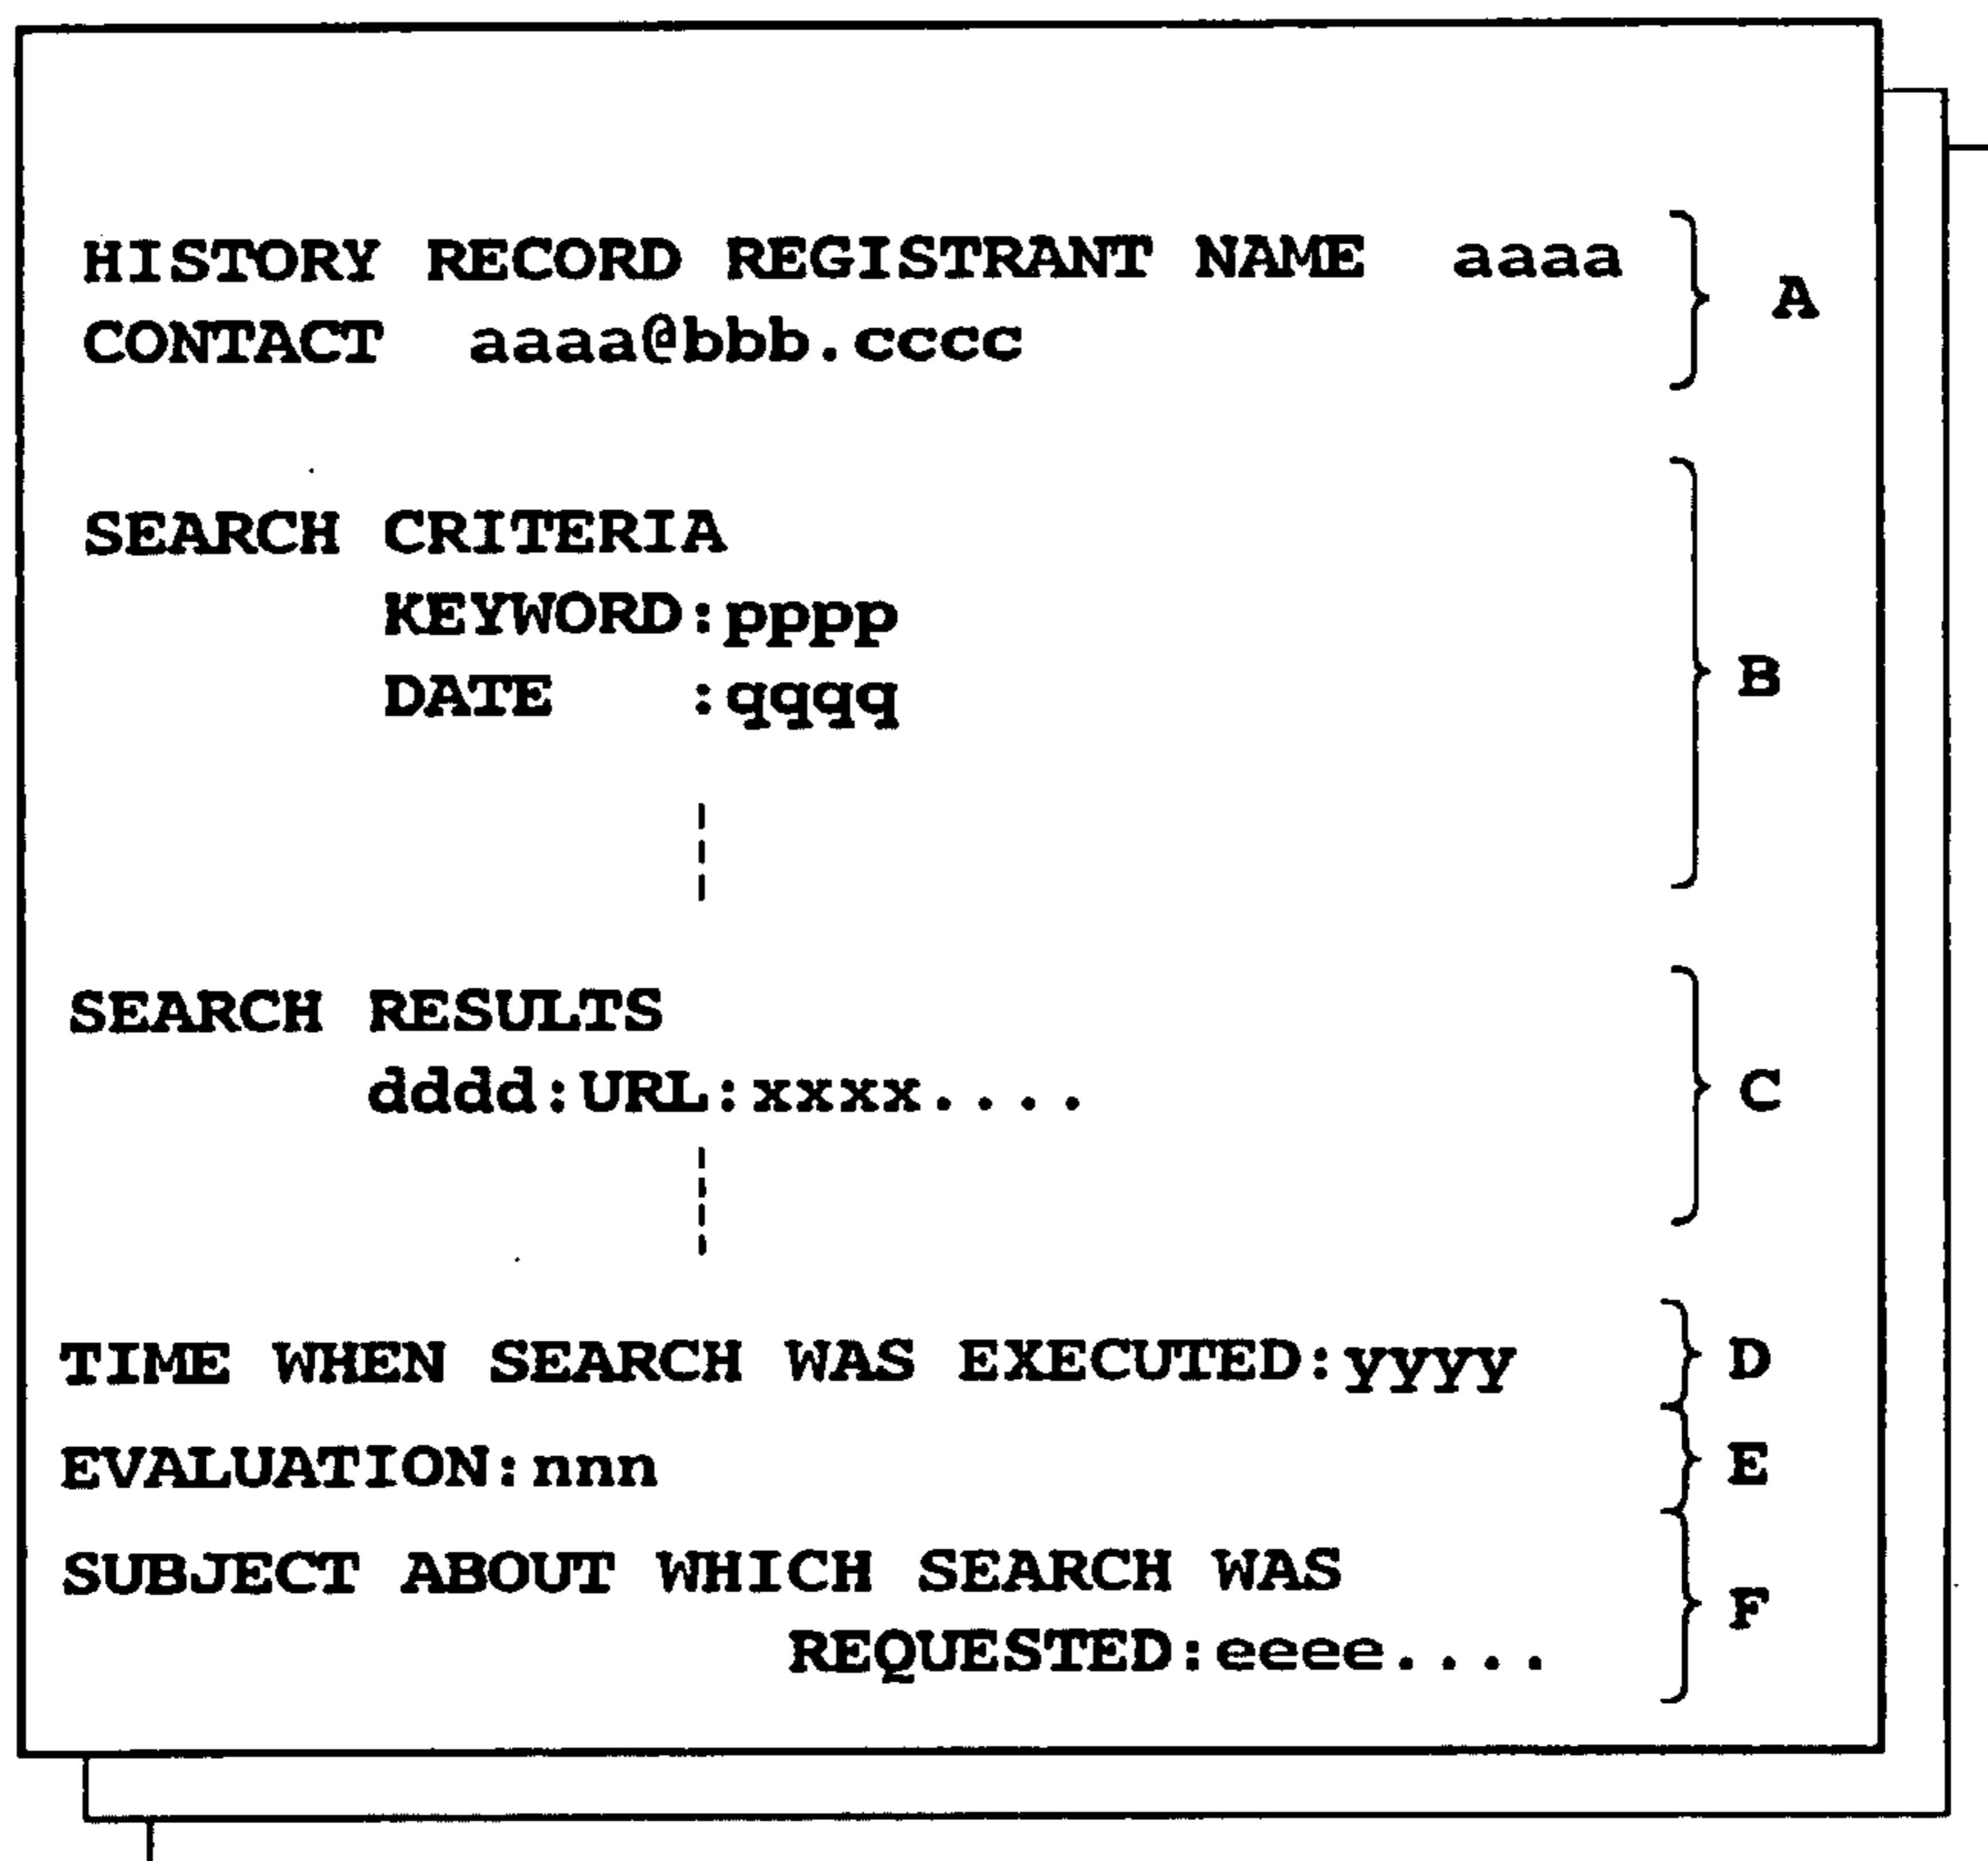 HISTORY RECORD REGISTRANT NAME aaaa
CONTACT aaaa@bbb.cccc
A
SEARCH CRITERIA
KEYWORD:pppp
DATE :qqqq
B
SEARCH RESULTS
dddd:URL:xxxx....
C
TIME WHEN SEARCH WAS EXECUTED:yyyy
D
EVALUATION:nnn
E
SUBJECT ABOUT WHICH SEARCH WAS
REQUESTED:eeee....
F